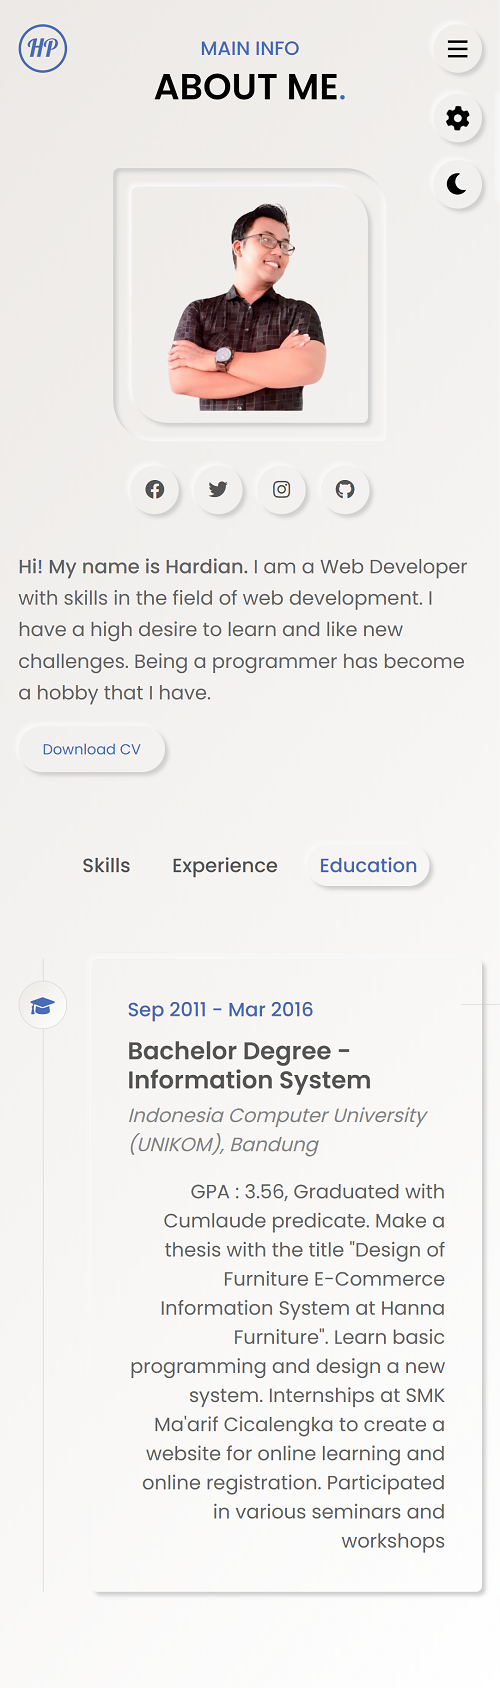 HP
MAIN INFO
ABOUT ME.
Hi! My name is Hardian. I am a Web Developer
with skills in the field of web development. I
have a high desire to learn and like new
challenges. Being a programmer has become
a hobby that I have.
Download CV
Skills Experience Education
Sep 2011 - Mar 2016
Bachelor Degree -
Information System
Indonesia Computer University
(UNIKOM), Bandung
GPA : 3.56, Graduated with
Cumlaude predicate. Make a
thesis with the title "Design of
Furniture E-Commerce
Information System at Hanna
Furniture". Learn basic
programming and design a new
system. Internships at SMK
Ma'arif Cicalengka to create a
website for online learning and
online registration. Participated
in various seminars and
workshops